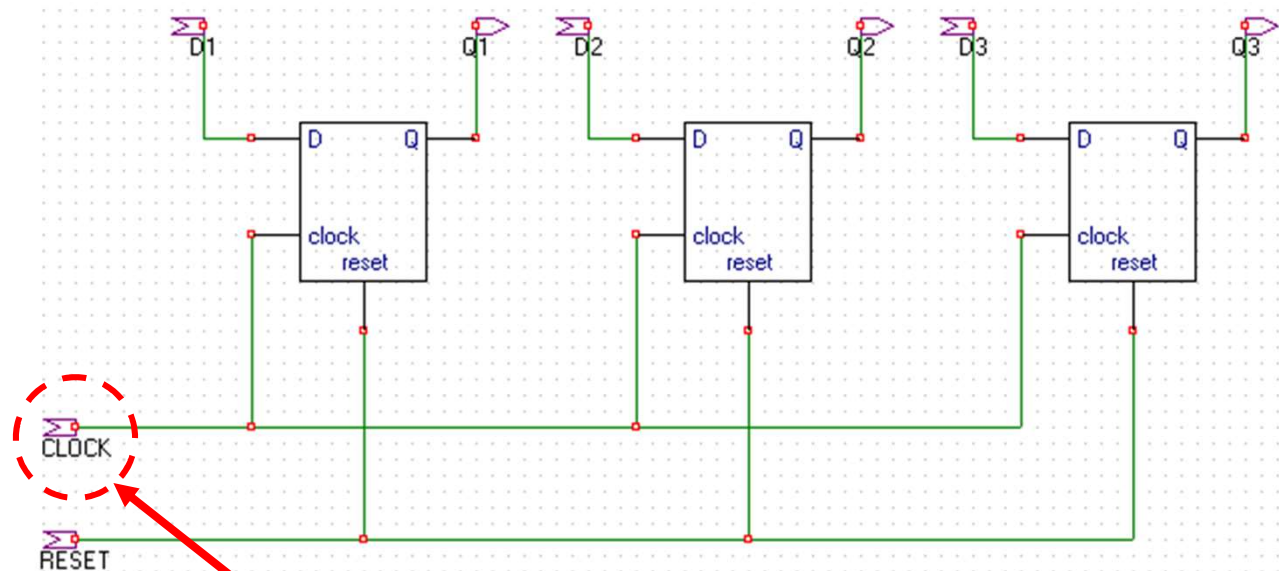 D1 Q1 D2 Q2 D3 Q3
D Q D Q D Q
clock clock clock
reset reset reset
CLOCK
RESET